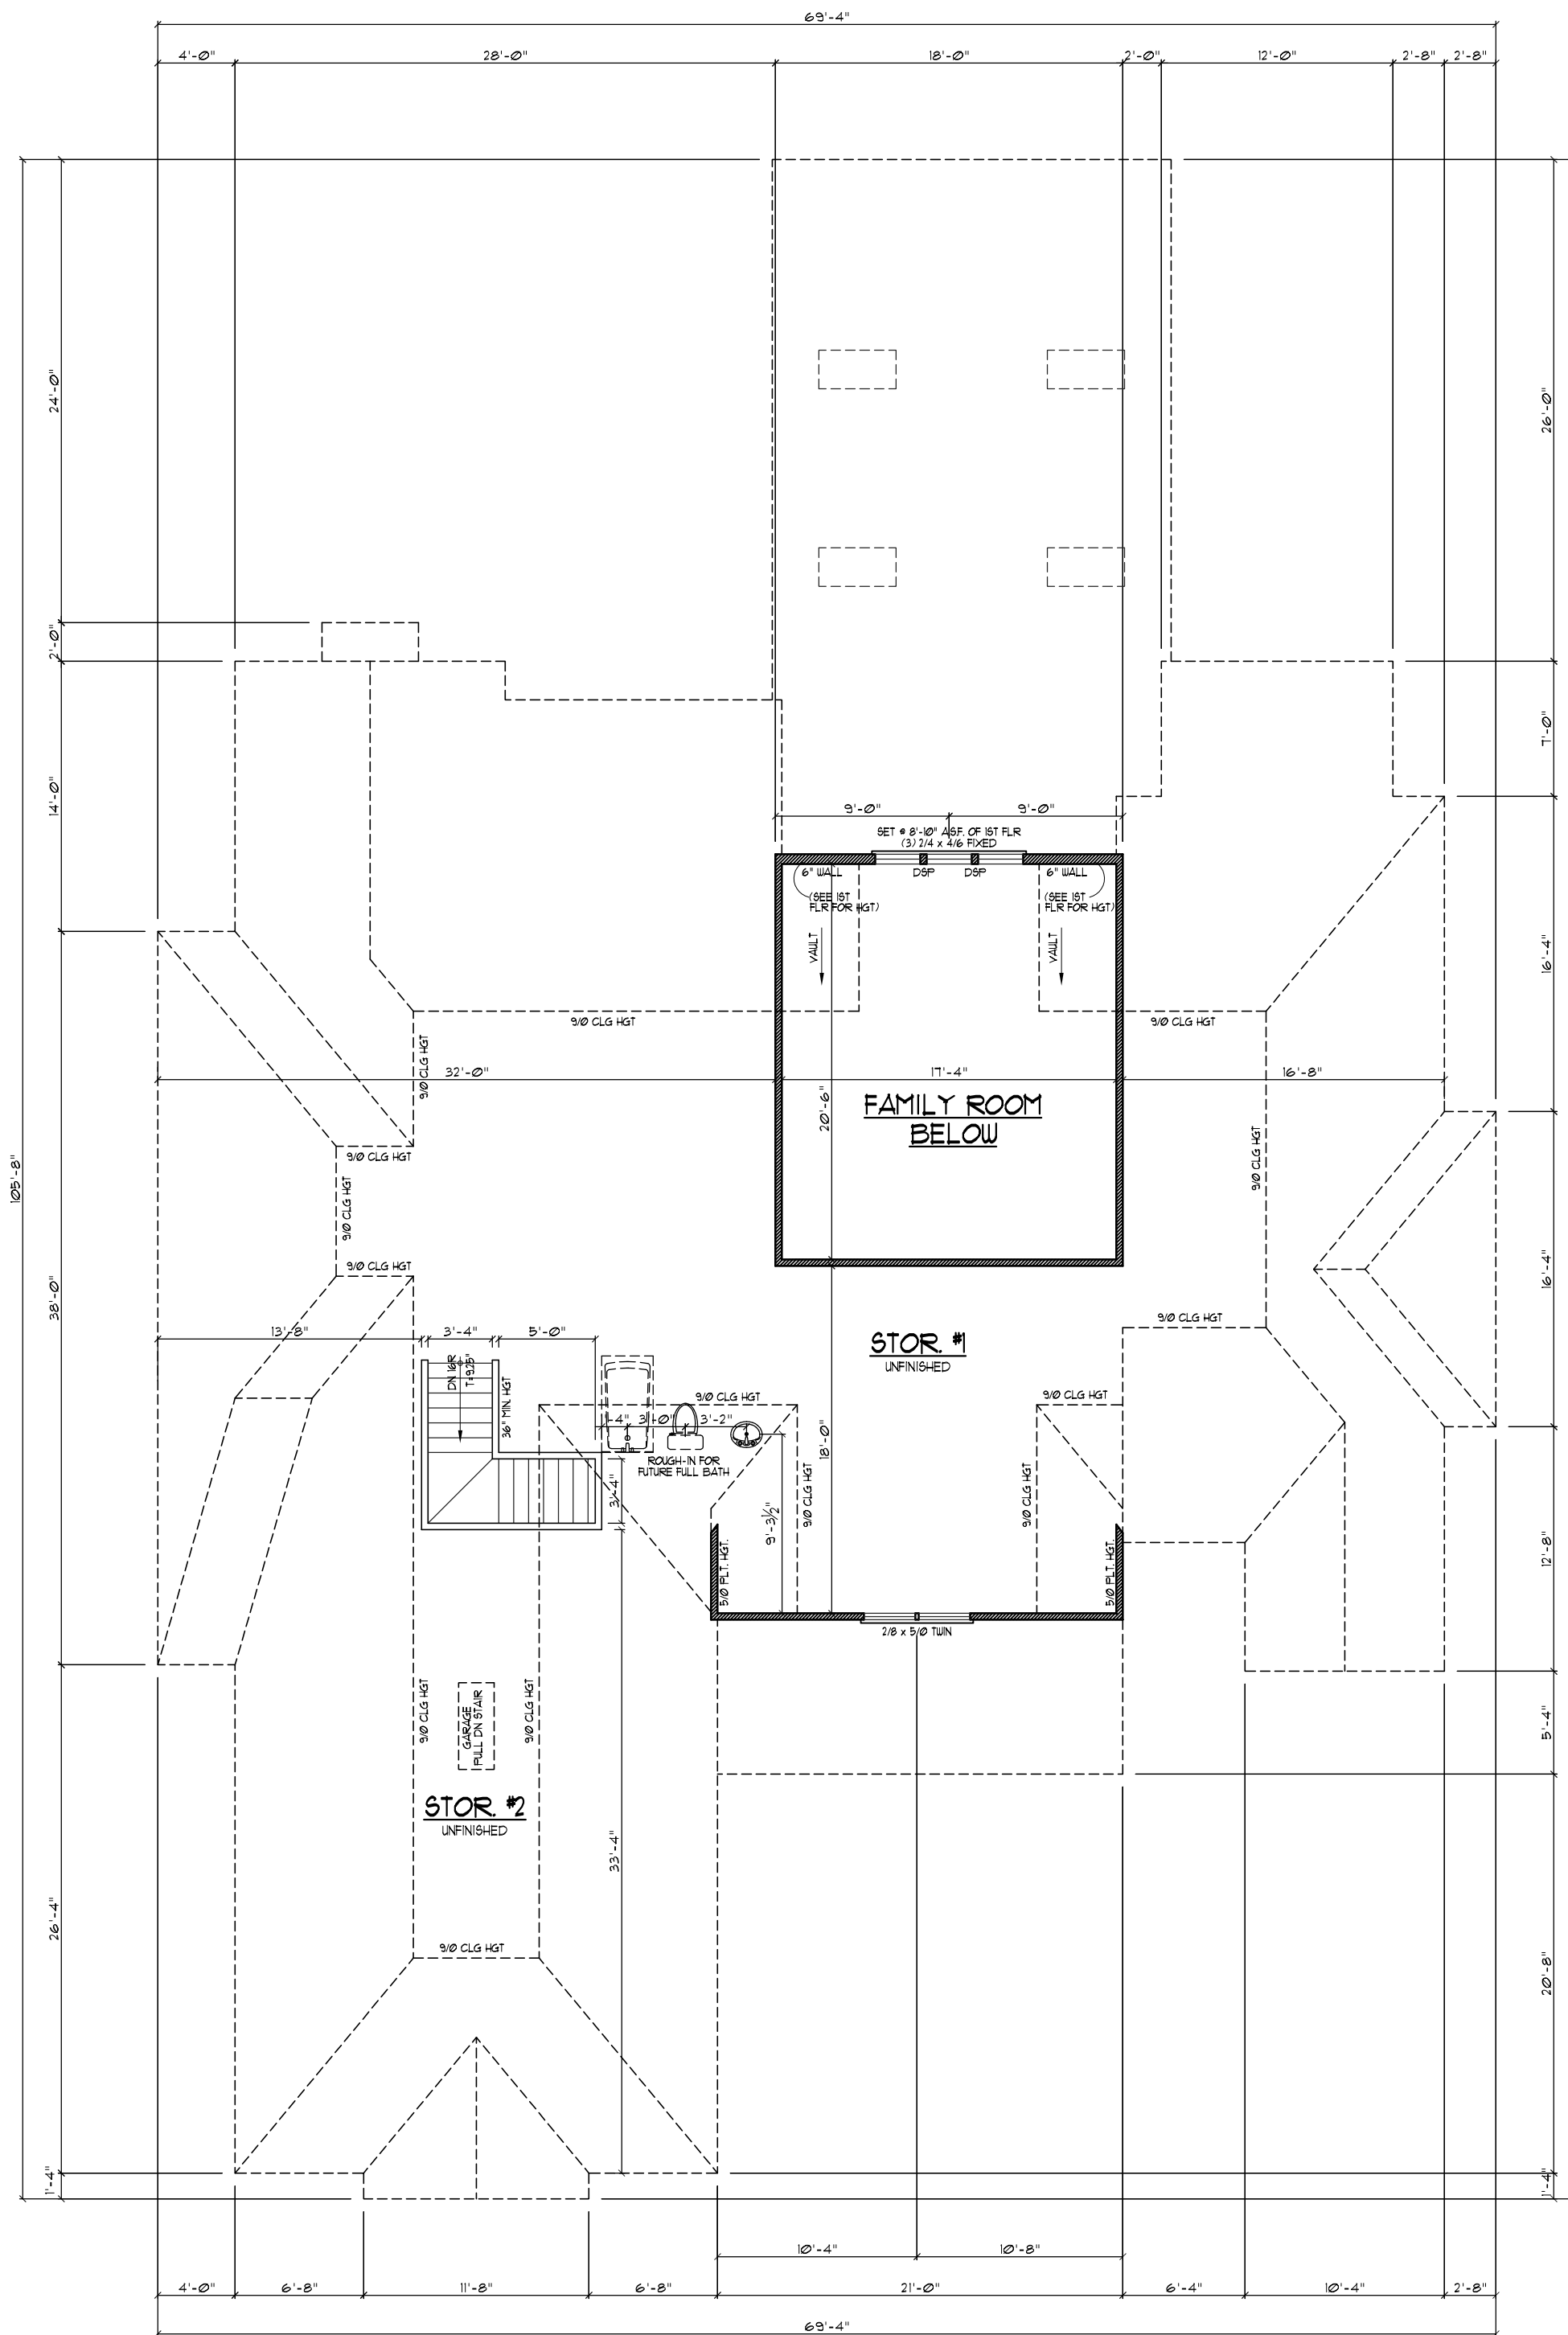 69'-4"
4'-0"
28'-0"
18'-0"
2'-0"
12'-0"
2'-8"
2'-8"
24'-0"
26'-0"
2'-0"
14'-0"
7'-0"
9'-0"
9'-0"
SET @ 8'-10" A.S.F. OF 1ST FLR
(3) 2/4 x 4/6 FIXED
6" WALL
DSP
DSP
6" WALL
(SEE 1ST
FLR FOR HGT)
(SEE 1ST
FLR FOR HGT)
VAULT
VAULT
16'-4"
9/0 CLG HGT
9/0 CLG HGT
9/0 CLG HGT
32'-0"
17'-4"
16'-8"
20'-6"
FAMILY ROOM
BELOW
9/0 CLG HGT
9/0 CLG HGT
9/0 CLG HGT
9/0 CLG HGT
105'-8"
38'-0"
16'-4"
13'-8"
3'-4"
5'-0"
STOR. #1
UNFINISHED
9/0 CLG HGT
DN 16R
T=9.25"
36" MIN. HGT
9/0 CLG HGT
9/0 CLG HGT
-4"
3'-0"
3'-2"
ROUGH-IN FOR
FUTURE FULL BATH
18'-0"
3'-4"
9'-3 1/2"
9/0 CLG HGT
9/0 CLG HGT
5/0 PLT. HGT.
5/0 PLT. HGT.
12'-8"
2/8 x 5/0 TWIN
9/0 CLG HGT
9/0 CLG HGT
GARAGE
PULL DN STAIR
5'-4"
STOR. #2
UNFINISHED
33'-4"
26'-4"
9/0 CLG HGT
20'-8"
1'-4"
1'-4"
10'-4"
10'-8"
4'-0"
6'-8"
11'-8"
6'-8"
21'-0"
6'-4"
10'-4"
2'-8"
69'-4"